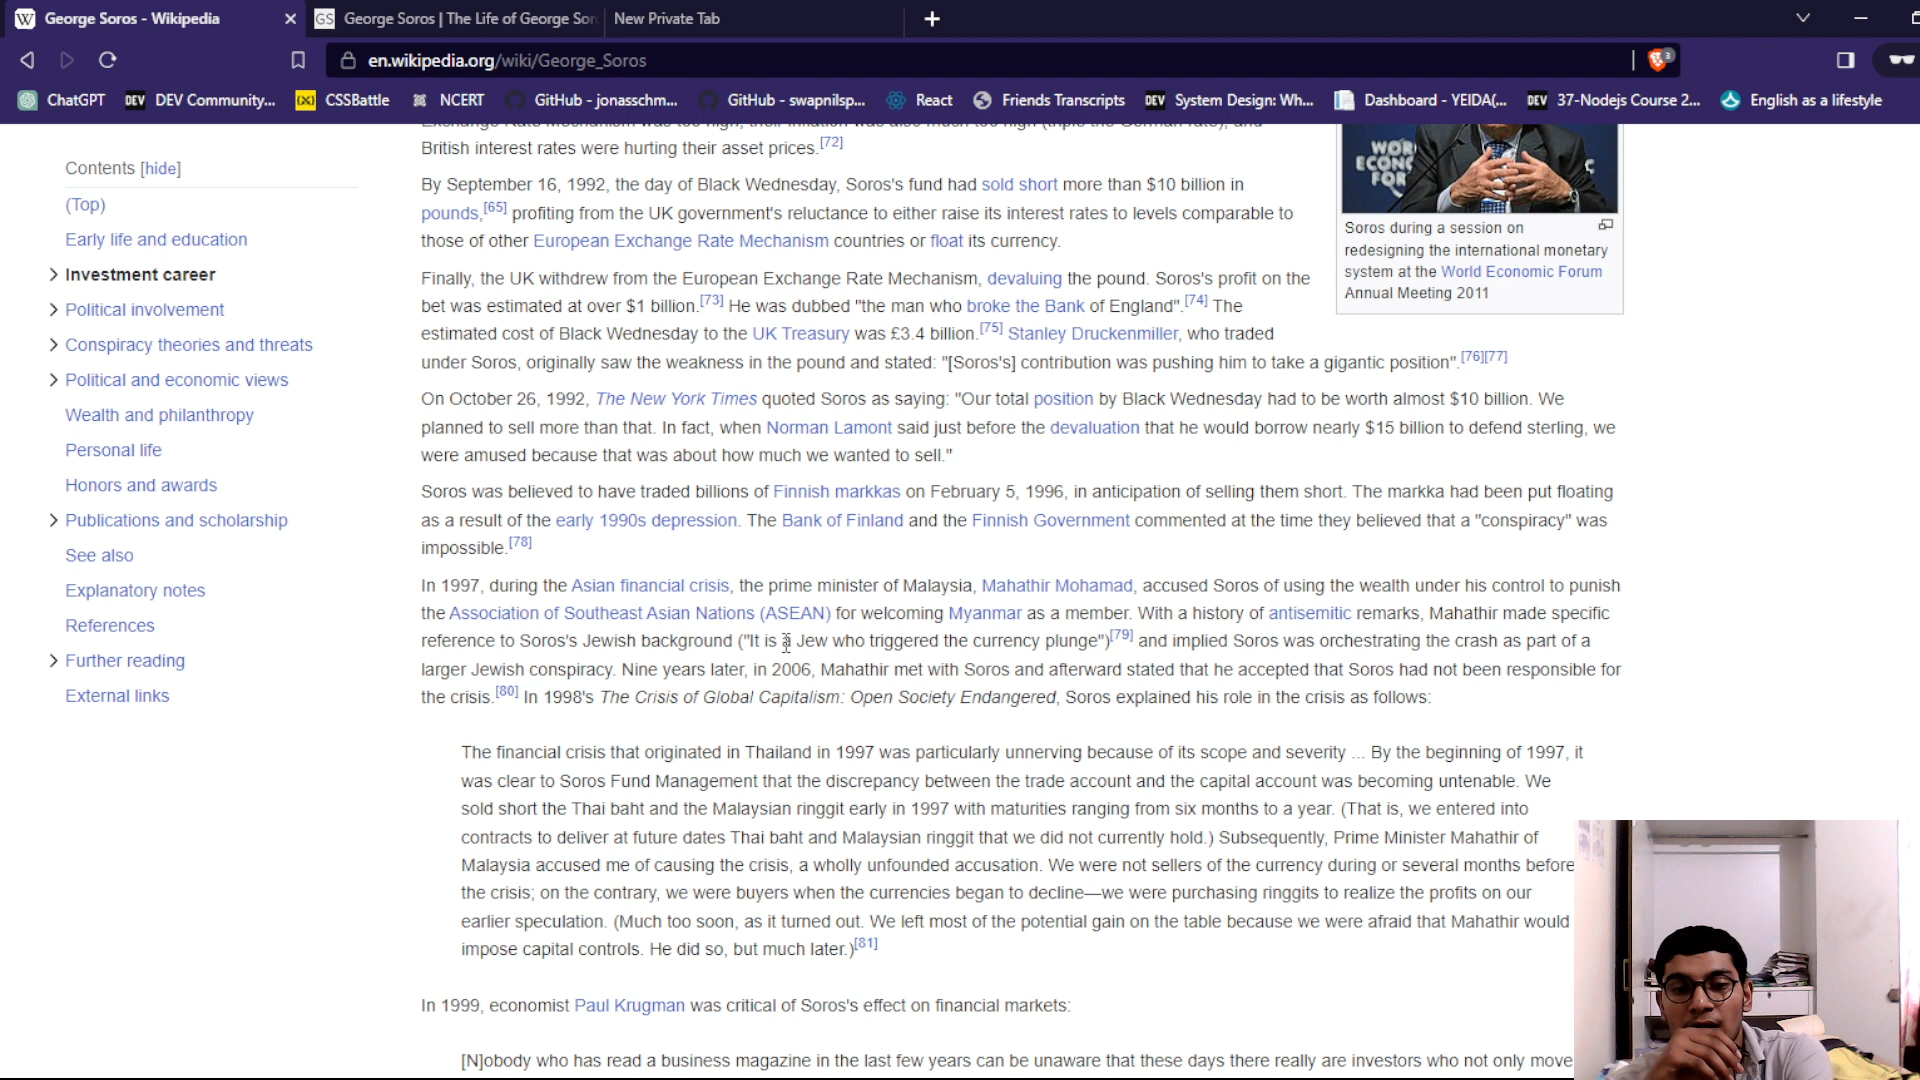 George Soros - Wikipedia
GS George Soros | The Life of George Sor
New Private Tab
en.wikipedia.org/wiki/George_Soros
3
ChatGPT
DEV DEV Community...
CSSBattle
NCERT
GitHub - jonasschm...
GitHub - swapnilsp...
React
Friends Transcripts
DEV System Design: Wh...
Dashboard - YEIDA(...
DEV 37-Nodejs Course 2...
English as a lifestyle
Contents [hide]
(Top)
Early life and education
Investment career
Political involvement
Conspiracy theories and threats
Political and economic views
Wealth and philanthropy
Personal life
Honors and awards
Publications and scholarship
See also
Explanatory notes
References
Further reading
External links
Exchange Rate Mechanism was too high, their inflation was also much too high (triple the German rate), and
British interest rates were hurting their asset prices.[72]
By September 16, 1992, the day of Black Wednesday, Soros's fund had sold short more than $10 billion in
pounds,[65] profiting from the UK government's reluctance to either raise its interest rates to levels comparable to
those of other European Exchange Rate Mechanism countries or float its currency.
Finally, the UK withdrew from the European Exchange Rate Mechanism, devaluing the pound. Soros's profit on the
bet was estimated at over $1 billion.[73] He was dubbed "the man who broke the Bank of England".[74] The
estimated cost of Black Wednesday to the UK Treasury was £3.4 billion.[75] Stanley Druckenmiller, who traded
under Soros, originally saw the weakness in the pound and stated: "[Soros's] contribution was pushing him to take a gigantic position".[76][77]
On October 26, 1992, The New York Times quoted Soros as saying: "Our total position by Black Wednesday had to be worth almost $10 billion. We
planned to sell more than that. In fact, when Norman Lamont said just before the devaluation that he would borrow nearly $15 billion to defend sterling, we
were amused because that was about how much we wanted to sell."
Soros was believed to have traded billions of Finnish markkas on February 5, 1996, in anticipation of selling them short. The markka had been put floating
as a result of the early 1990s depression. The Bank of Finland and the Finnish Government commented at the time they believed that a "conspiracy" was
impossible.[78]
In 1997, during the Asian financial crisis, the prime minister of Malaysia, Mahathir Mohamad, accused Soros of using the wealth under his control to punish
the Association of Southeast Asian Nations (ASEAN) for welcoming Myanmar as a member. With a history of antisemitic remarks, Mahathir made specific
reference to Soros's Jewish background ("It is a Jew who triggered the currency plunge")[79] and implied Soros was orchestrating the crash as part of a
larger Jewish conspiracy. Nine years later, in 2006, Mahathir met with Soros and afterward stated that he accepted that Soros had not been responsible for
the crisis.[80] In 1998's The Crisis of Global Capitalism: Open Society Endangered, Soros explained his role in the crisis as follows:
The financial crisis that originated in Thailand in 1997 was particularly unnerving because of its scope and severity ... By the beginning of 1997, it
was clear to Soros Fund Management that the discrepancy between the trade account and the capital account was becoming untenable. We
sold short the Thai baht and the Malaysian ringgit early in 1997 with maturities ranging from six months to a year. (That is, we entered into
contracts to deliver at future dates Thai baht and Malaysian ringgit that we did not currently hold.) Subsequently, Prime Minister Mahathir of
Malaysia accused me of causing the crisis, a wholly unfounded accusation. We were not sellers of the currency during or several months before
the crisis; on the contrary, we were buyers when the currencies began to decline—we were purchasing ringgits to realize the profits on our
earlier speculation. (Much too soon, as it turned out. We left most of the potential gain on the table because we were afraid that Mahathir would
impose capital controls. He did so, but much later.)[81]
In 1999, economist Paul Krugman was critical of Soros's effect on financial markets:
[N]obody who has read a business magazine in the last few years can be unaware that these days there really are investors who not only move
WOR
ECONO
FOR
Soros during a session on
redesigning the international monetary
system at the World Economic Forum
Annual Meeting 2011